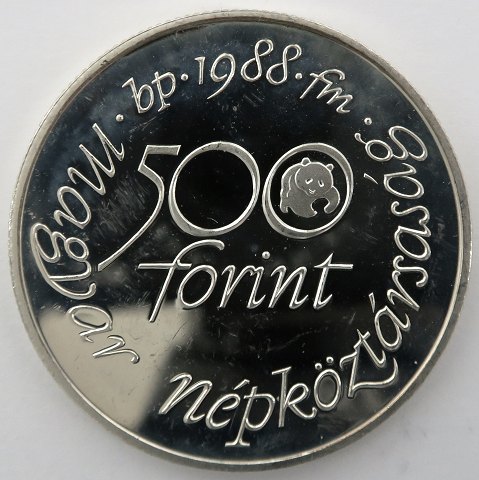 Magyar népköztársaság
·bp·1988·fm·
500
forint